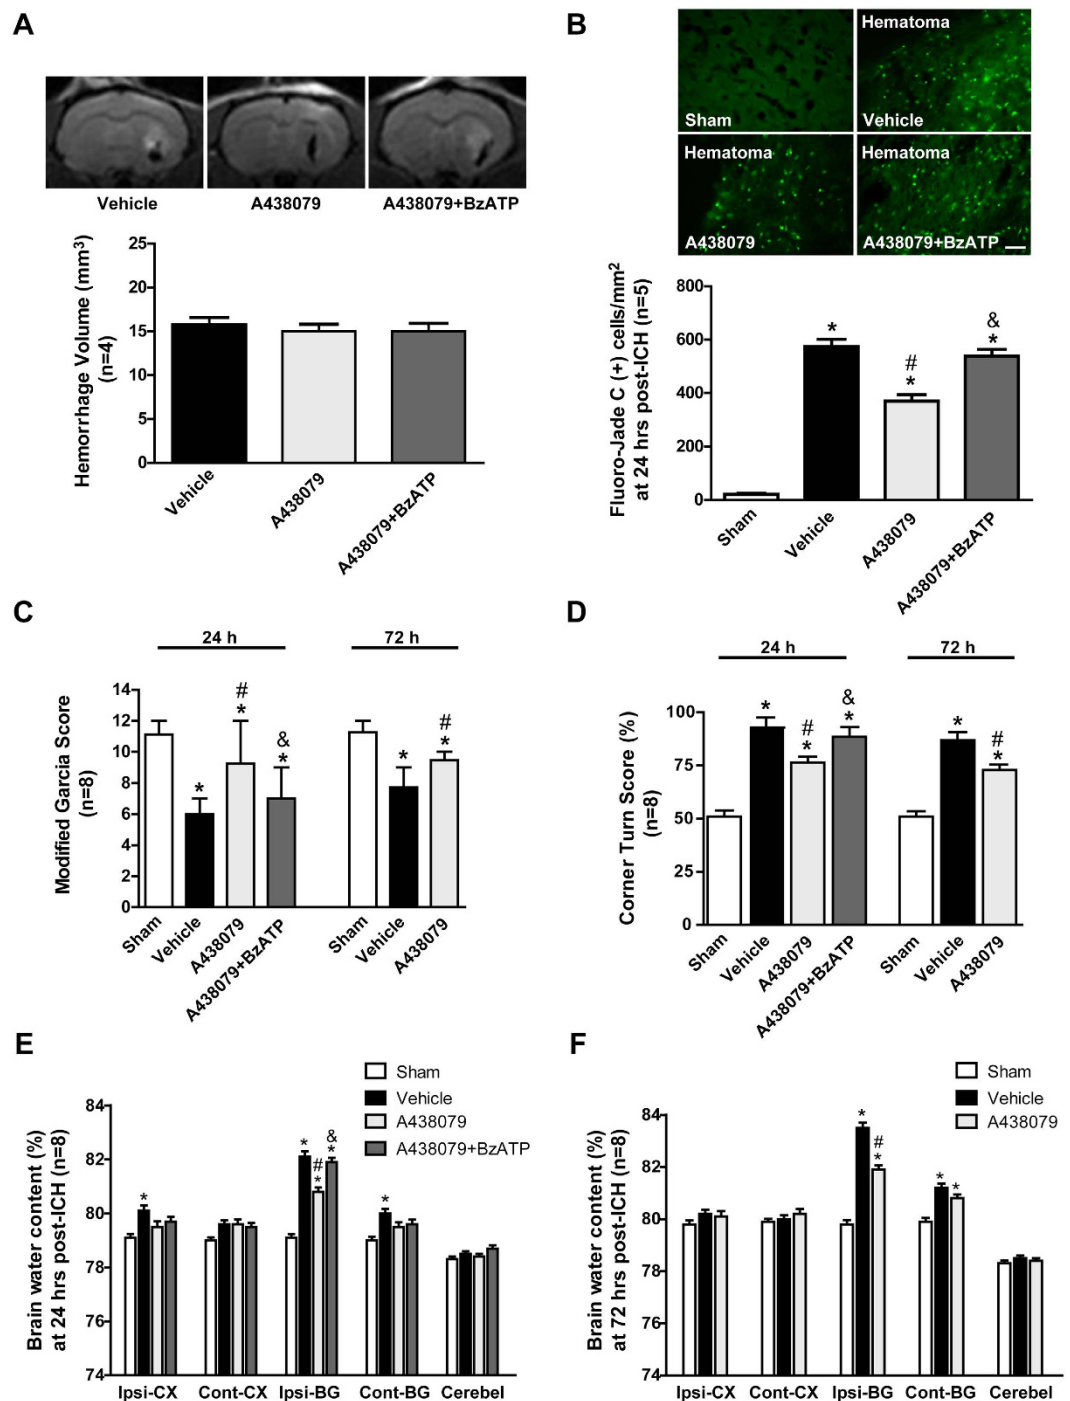 A
Vehicle
A438079
A438079+BzATP
Hemorrhage Volume (mm³)
(n=4)
25
20
15
10
5
0
Vehicle
A438079
A438079+BzATP
B
Sham
Hematoma
Vehicle
Hematoma
A438079
Hematoma
A438079+BzATP
Fluoro-Jade C (+) cells/mm²
at 24 hrs post-ICH (n=5)
800
600
400
200
0
*
#
*
&
*
Sham
Vehicle
A438079
A438079+BzATP
C
24 h
72 h
Modified Garcia Score
(n=8)
14
12
10
8
6
4
2
0
*
#
*
&
*
*
#
*
Sham
Vehicle
A438079
A438079+BzATP
Sham
Vehicle
A438079
D
24 h
72 h
Corner Turn Score (%)
(n=8)
100
75
50
25
0
*
#
*
&
*
*
#
*
Sham
Vehicle
A438079
A438079+BzATP
Sham
Vehicle
A438079
E
Sham
Vehicle
A438079
A438079+BzATP
Brain water content (%)
at 24 hrs post-ICH (n=8)
84
82
80
78
76
74
*
*
#
*
&
*
*
Ipsi-CX
Cont-CX
Ipsi-BG
Cont-BG
Cerebel
F
Sham
Vehicle
A438079
Brain water content (%)
at 72 hrs post-ICH (n=8)
84
82
80
78
76
74
*
#
*
*
*
Ipsi-CX
Cont-CX
Ipsi-BG
Cont-BG
Cerebel